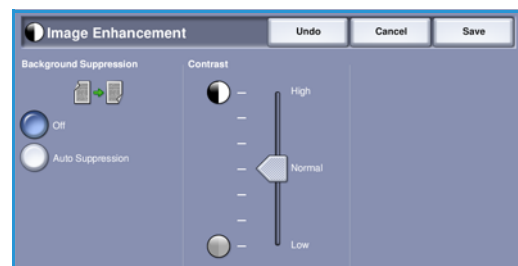 Image Enhancement
Undo
Cancel
Save
Background Suppression
Off
Auto Suppression
Contrast
High
Normal
Low